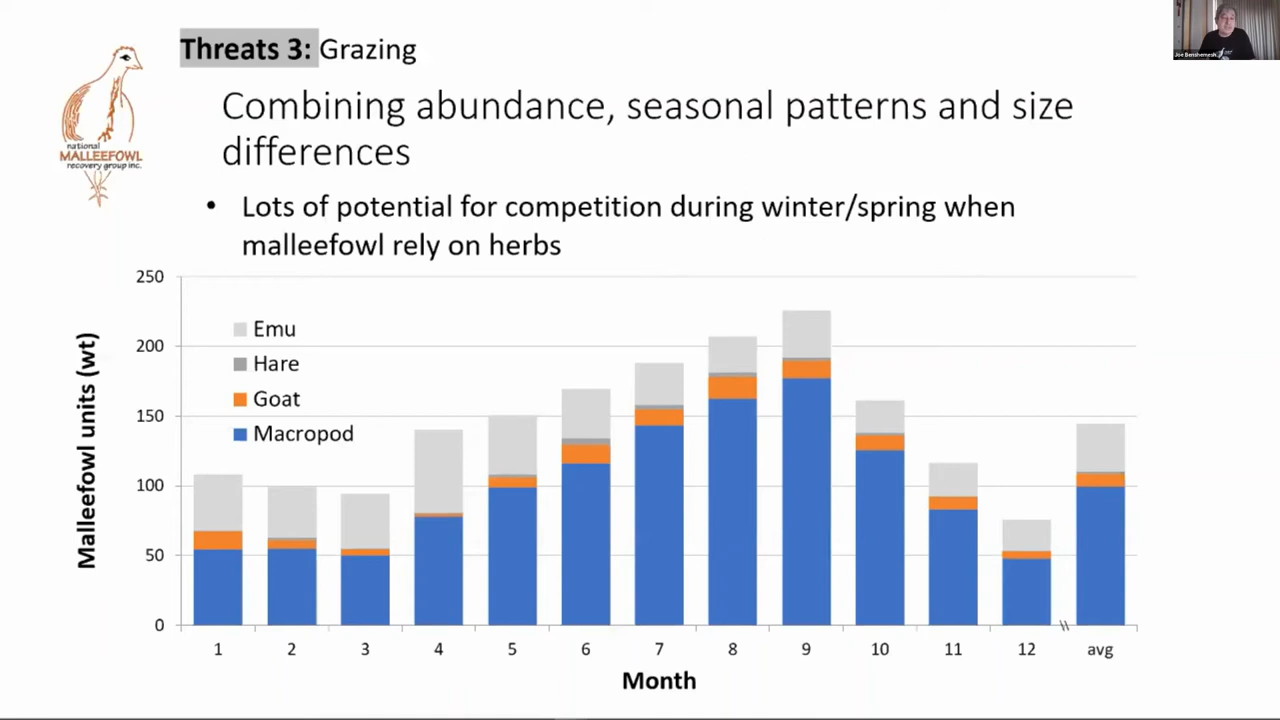 Threats 3: Grazing
Combining abundance, seasonal patterns and size
differences
national
MALLEEFOWL
recovery group inc.
• Lots of potential for competition during winter/spring when
malleefowl rely on herbs
Malleefowl units (wt)
250
200
150
100
50
0
Emu
Hare
Goat
Macropod
1 2 3 4 5 6 7 8 9 10 11 12 avg
Month
Joe Benshemesh